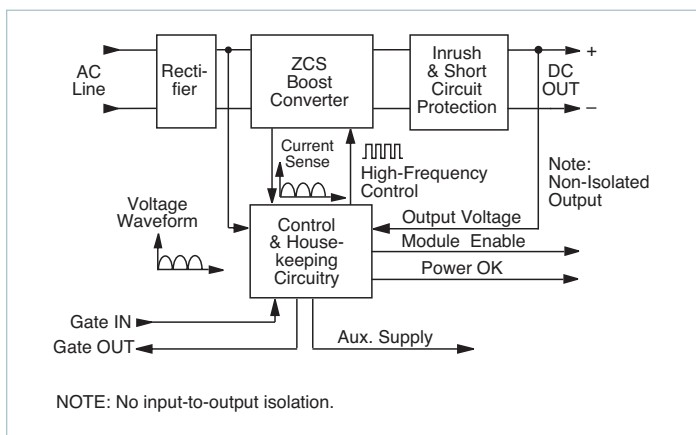 AC
Line
Recti-
fier
ZCS
Boost
Converter
Inrush
& Short
Circuit
Protection
+
DC
OUT
–
Current
Sense
High-Frequency
Control
Note:
Non-Isolated
Output
Voltage
Waveform
Control
& House-
keeping
Circuitry
Output Voltage
Module Enable
Power OK
Gate IN
Gate OUT
Aux. Supply
NOTE: No input-to-output isolation.